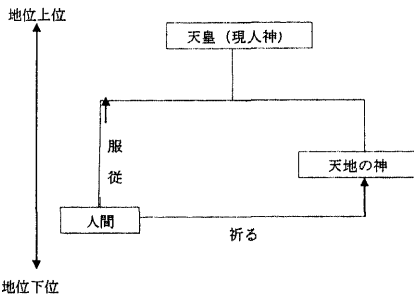 地位上位
天皇（現人神）
服
従
天地の神
人間
祈る
地位下位